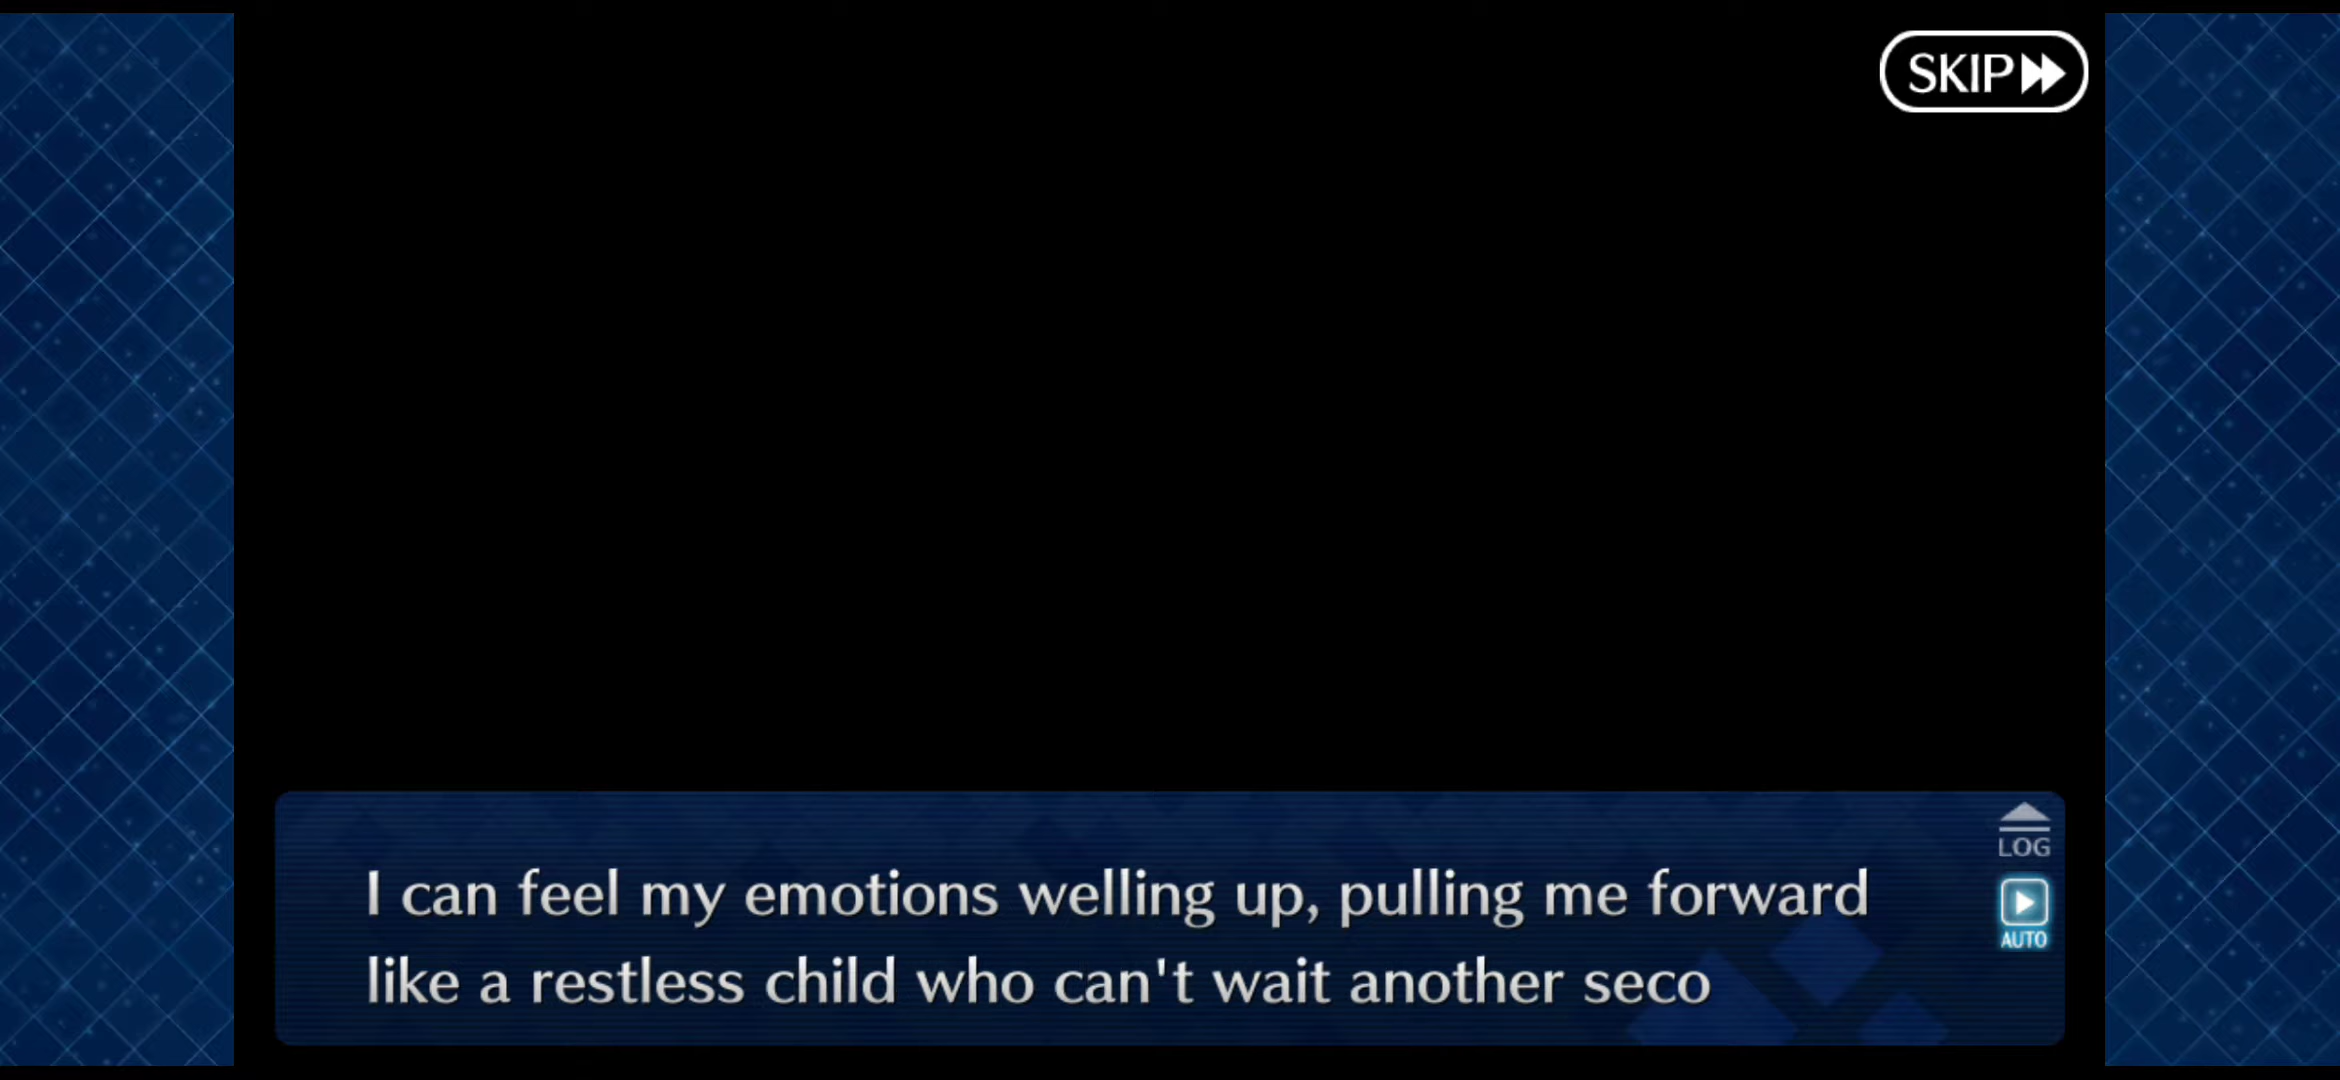 SKIP
LOG
I can feel my emotions welling up, pulling me forward
like a restless child who can't wait another seco
AUTO